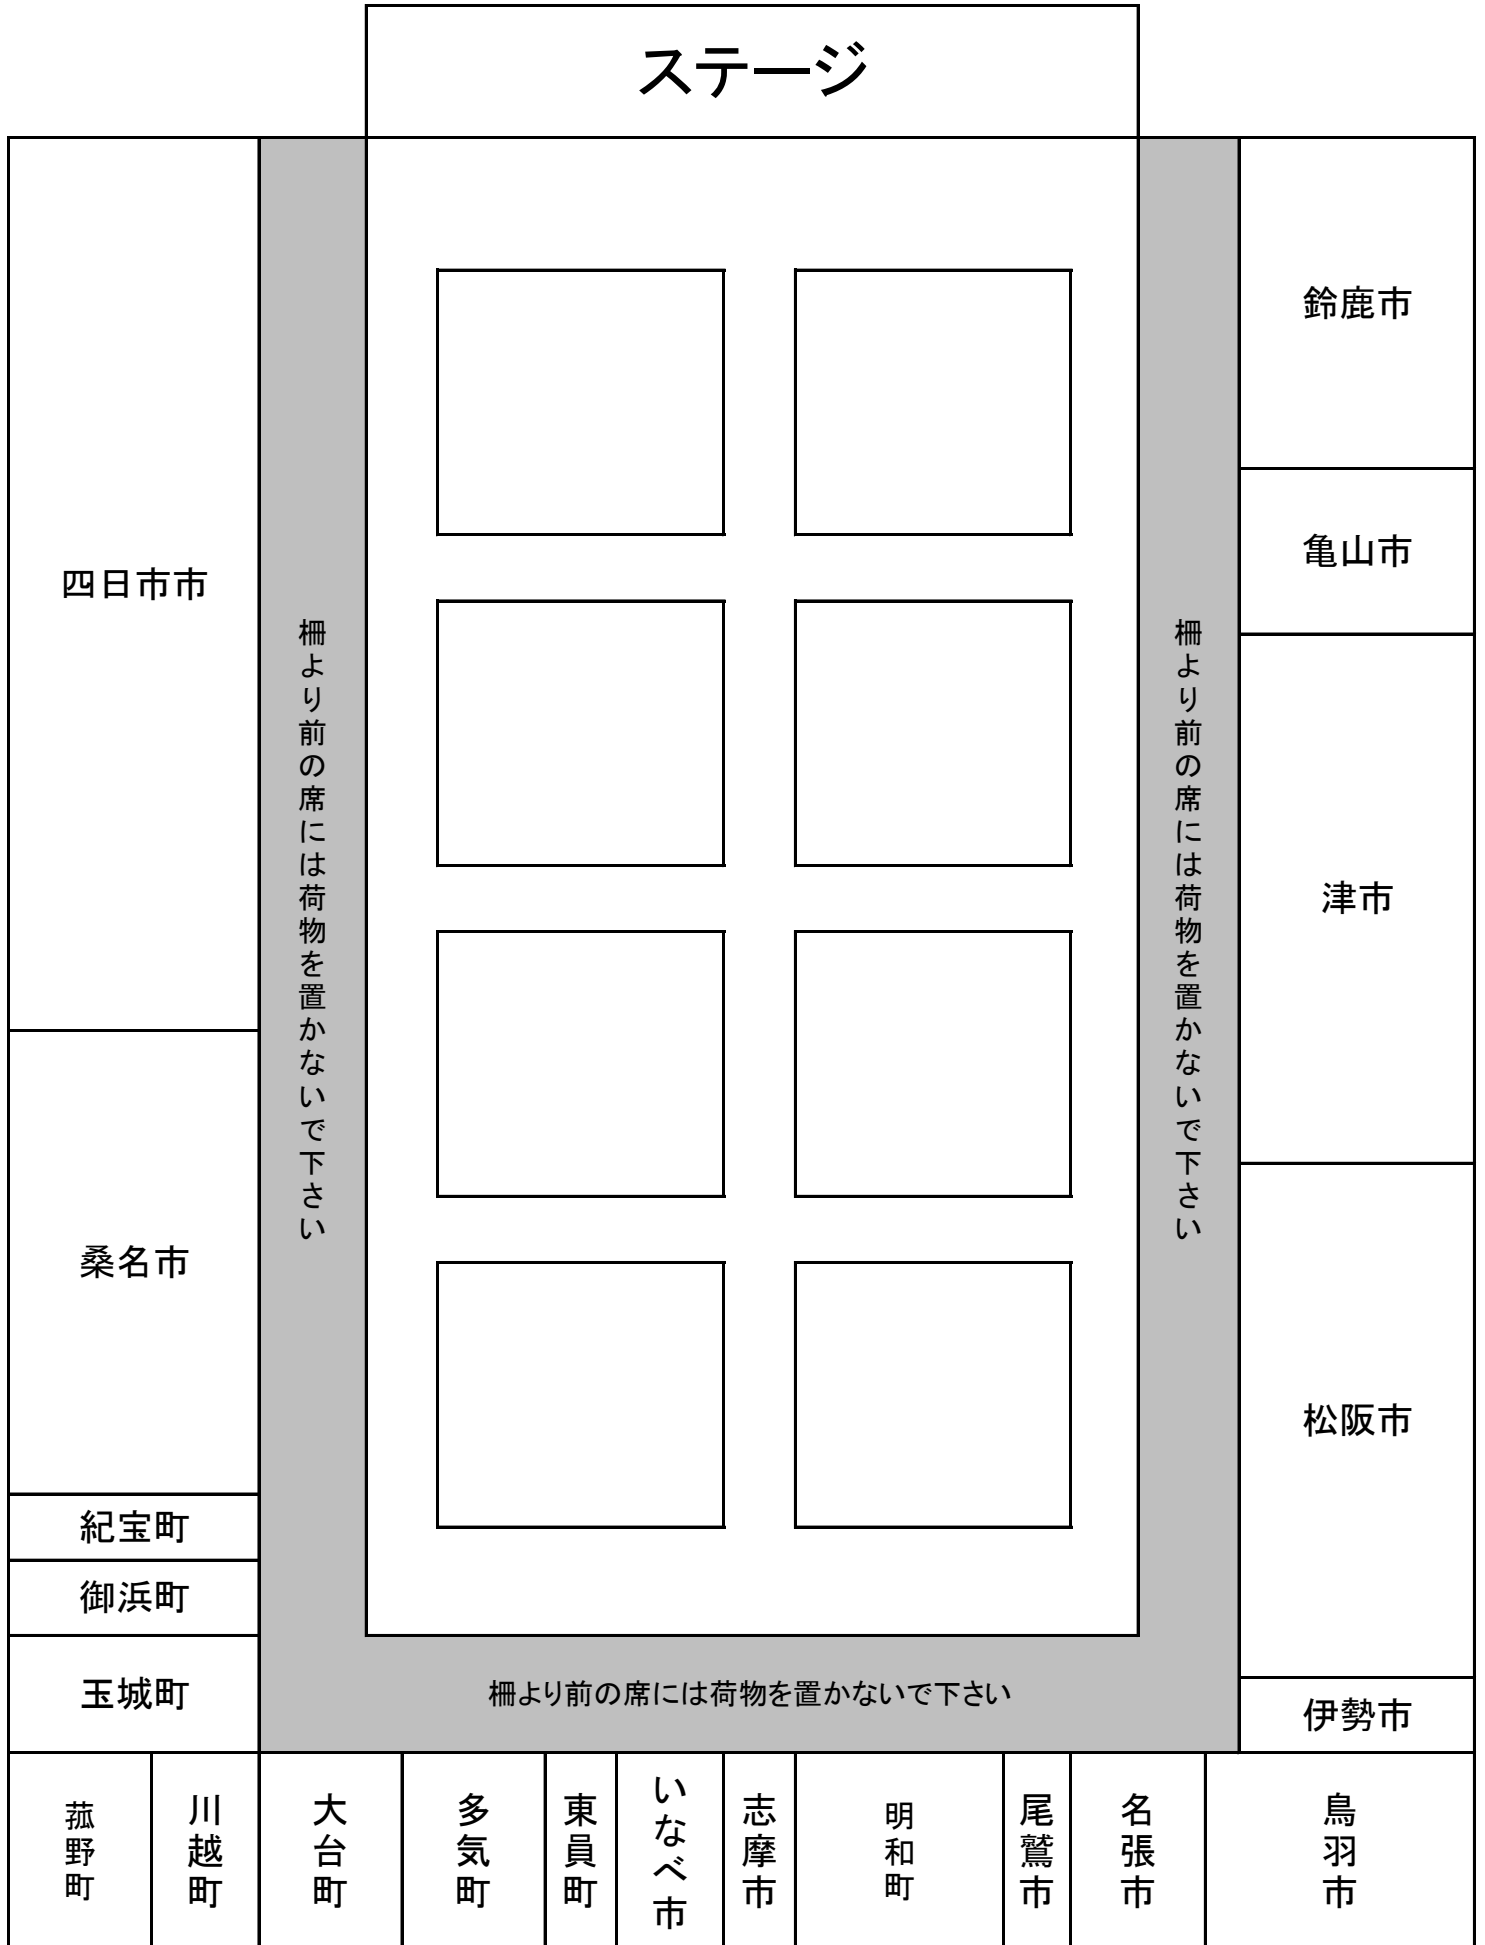 ステージ
四日市市
桑名市
紀宝町
御浜町
玉城町
柵より前の席には荷物を置かないで下さい
柵より前の席には荷物を置かないで下さい
鈴鹿市
亀山市
津市
松阪市
伊勢市
柵より前の席には荷物を置かないで下さい
菰野町
川越町
大台町
多気町
東員町
いなべ市
志摩市
明和町
尾鷲市
名張市
鳥羽市